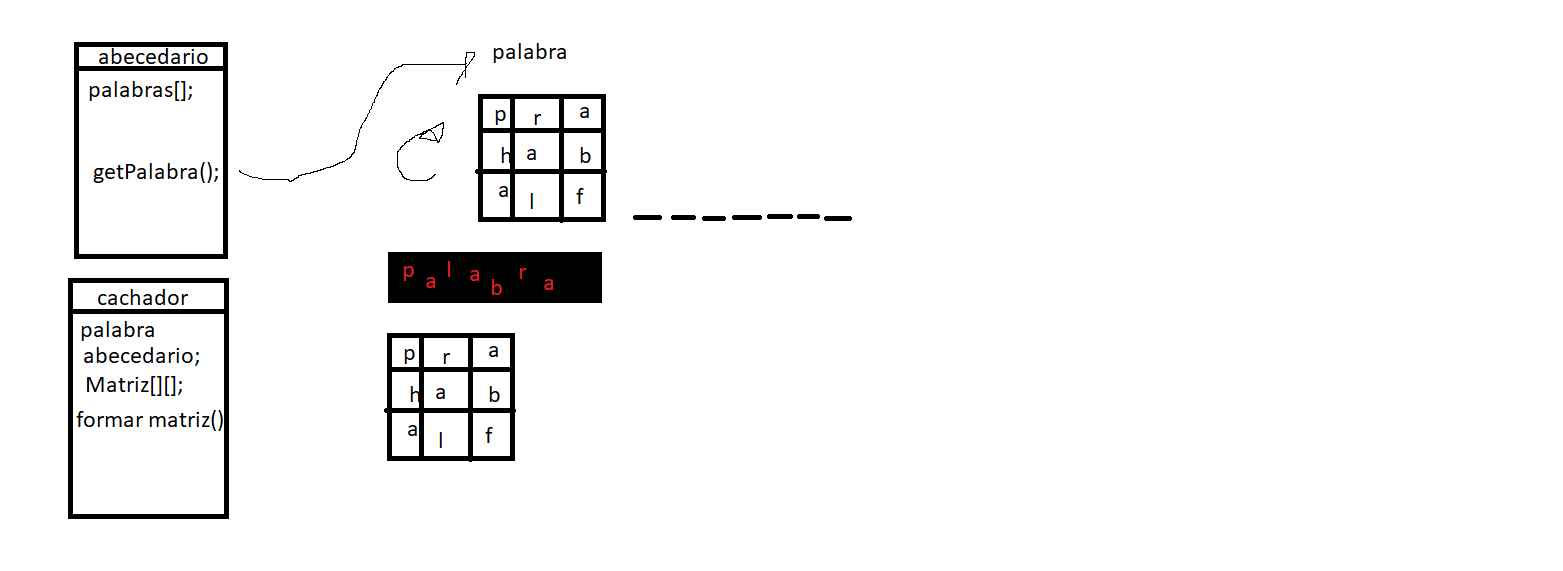 abecedario
palabras[];
getPalabra();
palabra
p r a
h a b
a l f
p a l a b r a
cachador
palabra
abecedario;
Matriz[][];
formar matriz()
p r a
h a b
a l f